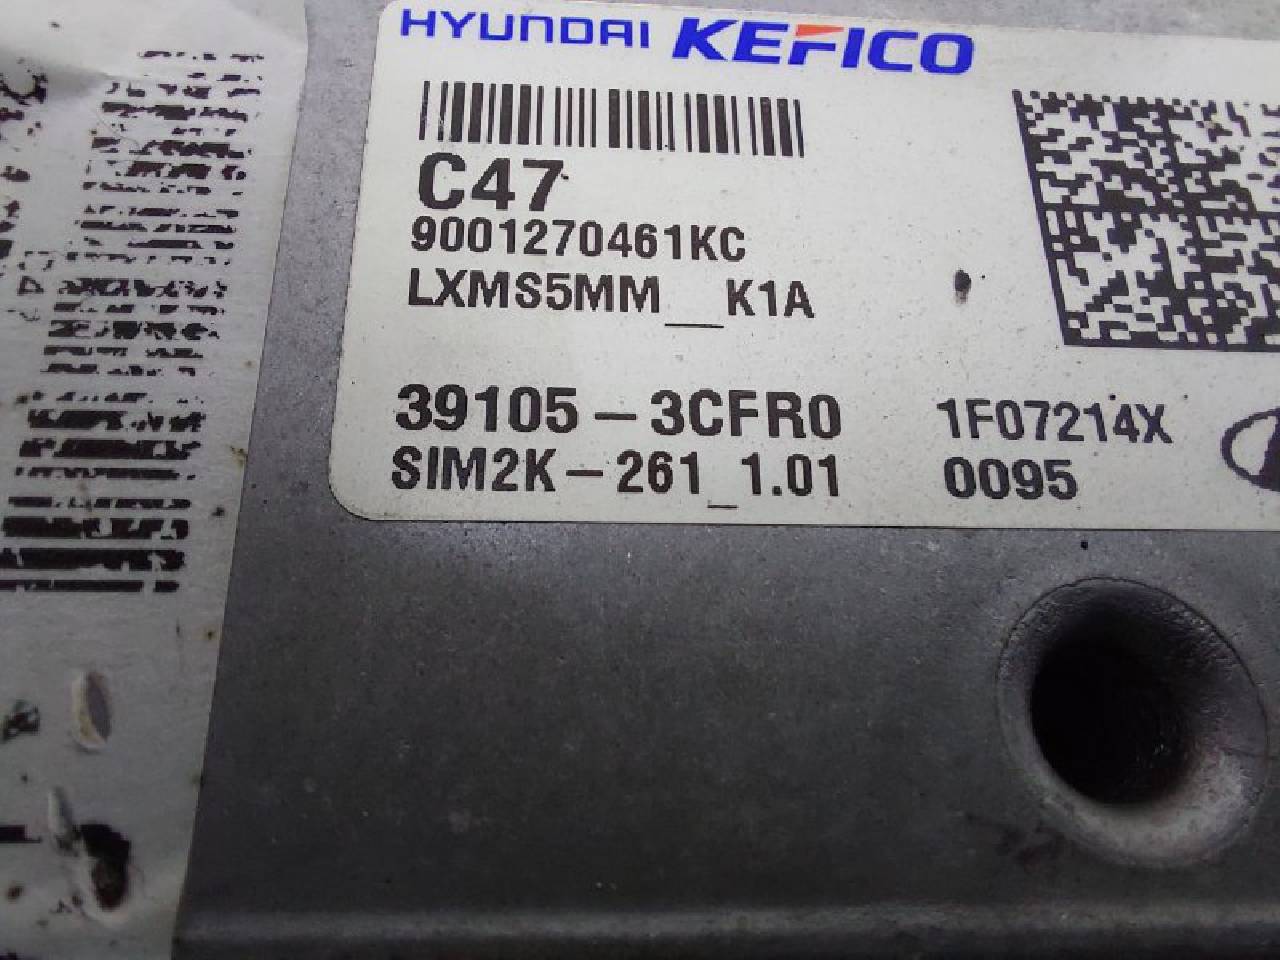 HYUNDAI KEFICO
C47
9001270461KC
LXMS5MM__K1A
39105-3CFR0
1F07214X
SIM2K-261_1.01
0095